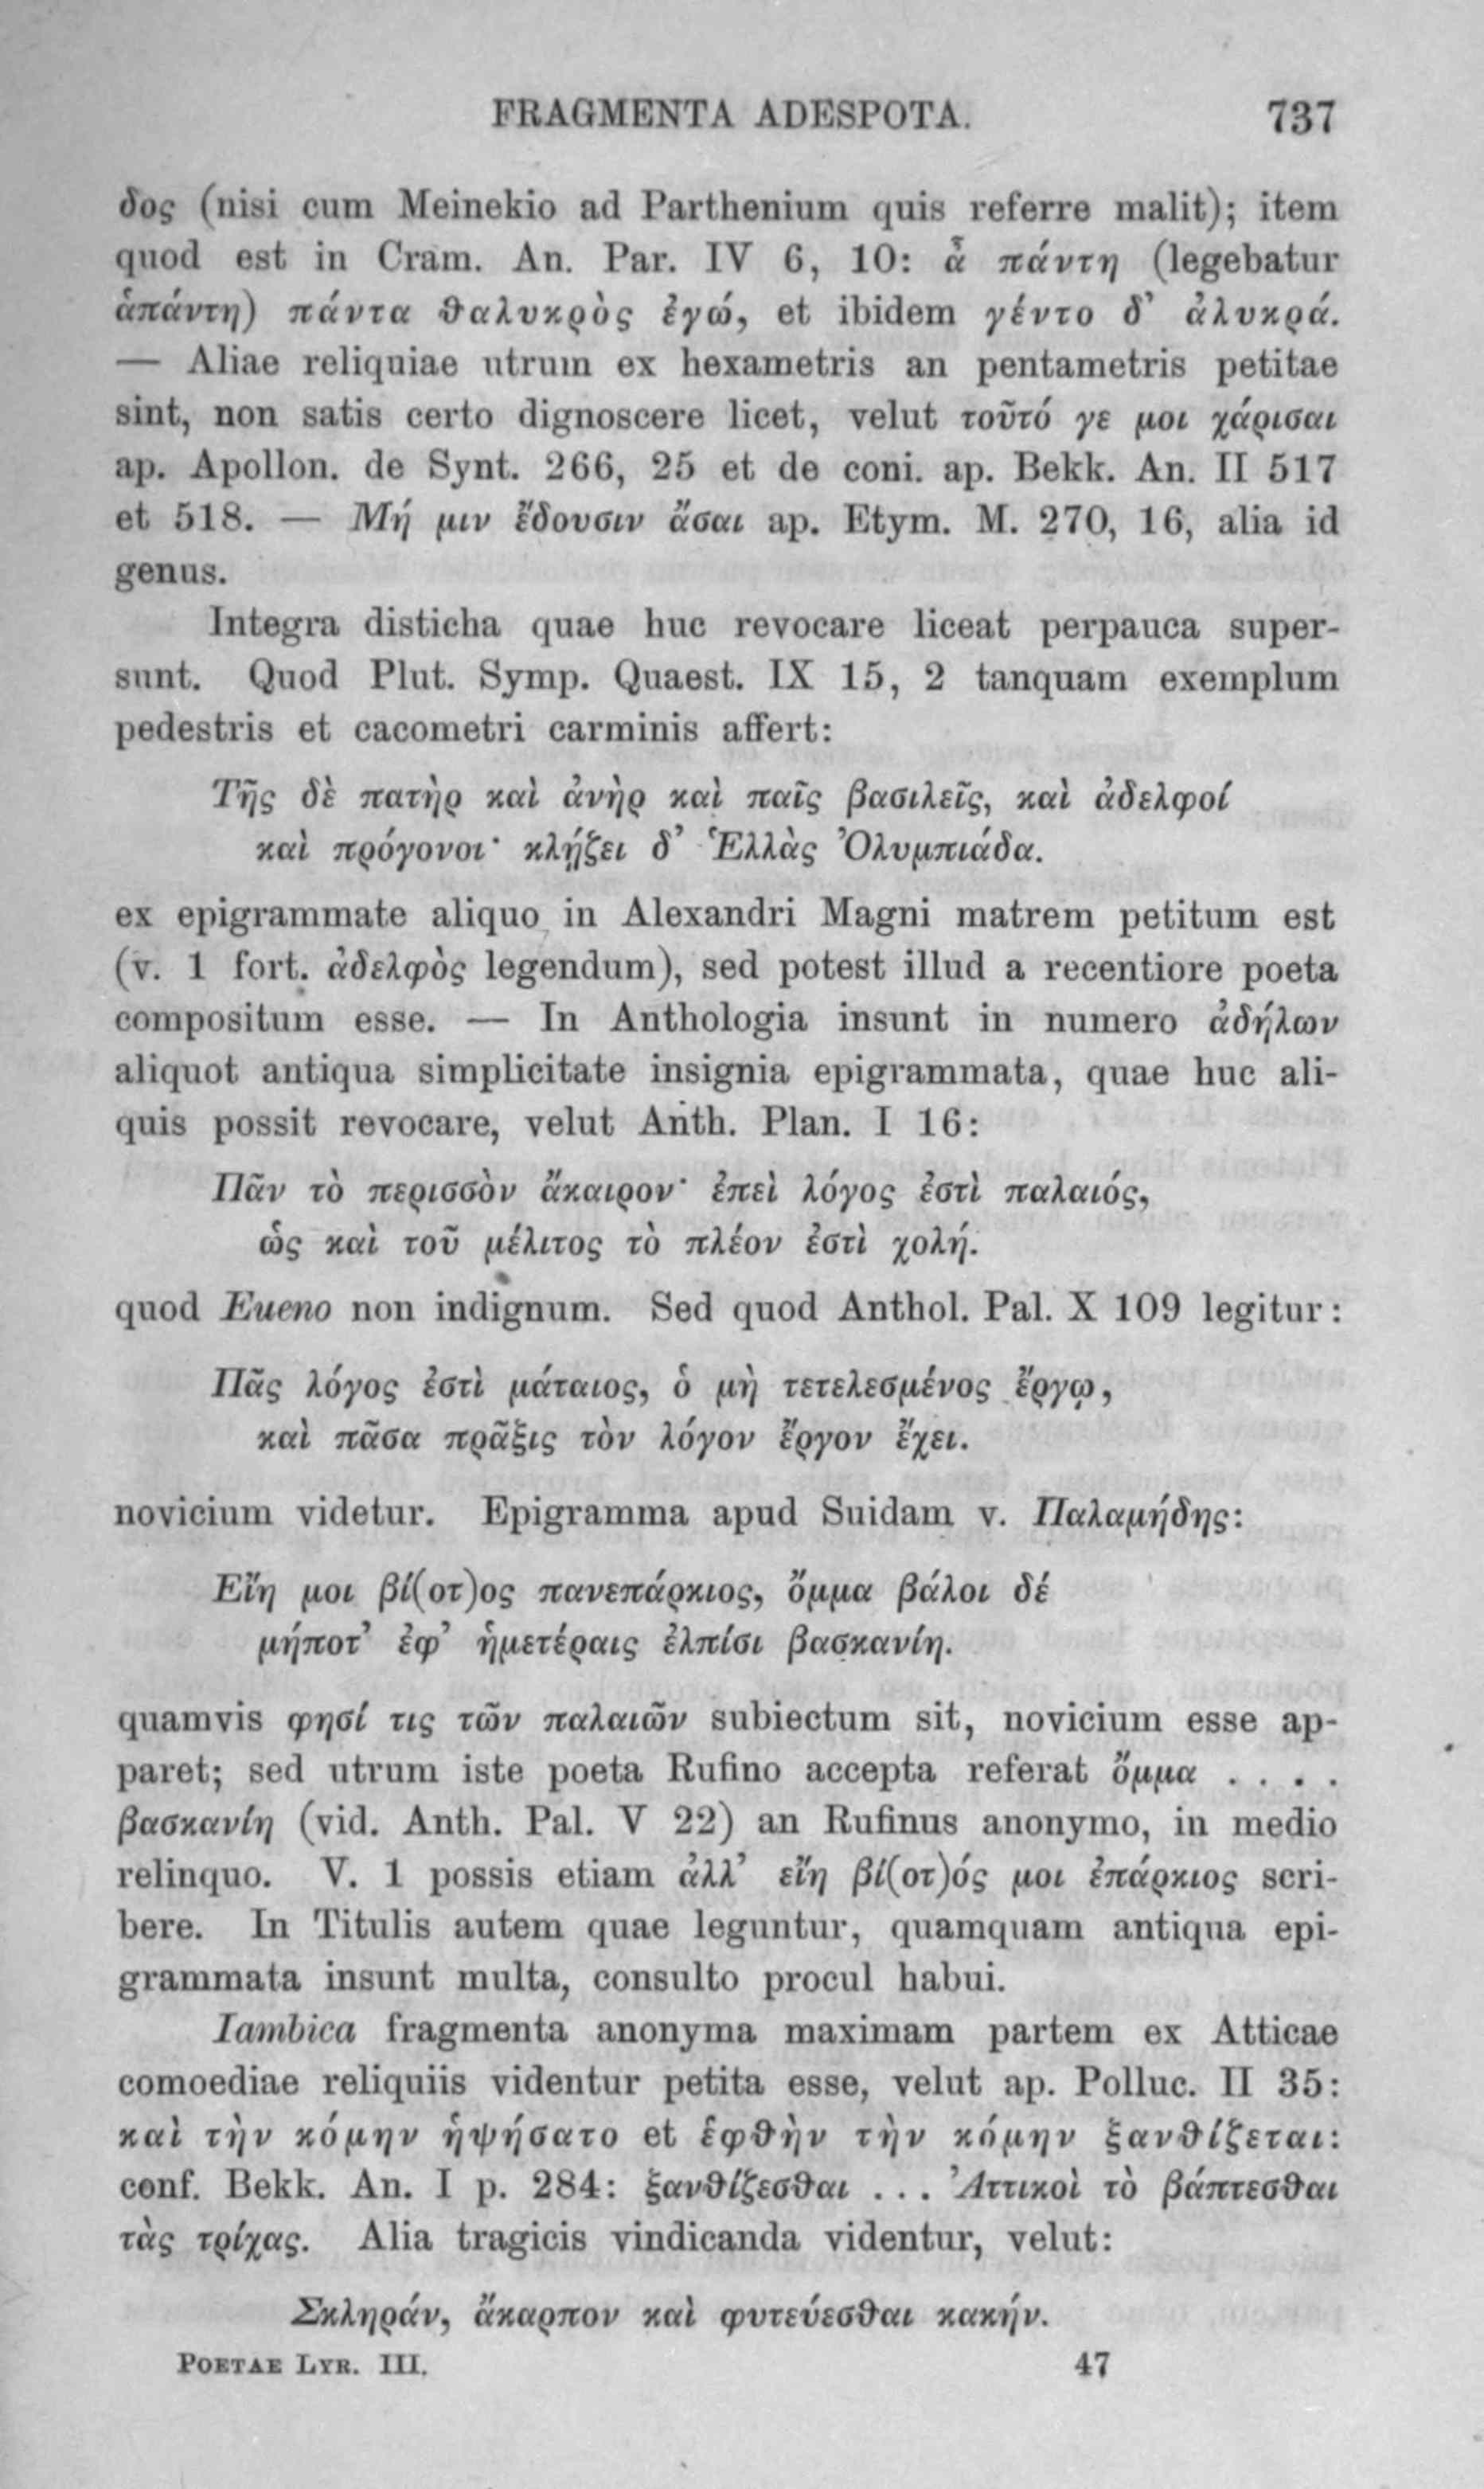 FRAGMENTA ADESPOTA. 737
δος (nisi cum Meinekio ad Parthenium quis referre malit); item
quod est in Cram. An. Par. IV 6, 10: ἆ πάντη (legebatur
ἁπάντη) πάντα θαλυκρὸς ἐγώ, et ibidem γέντο δ’ ἀλυκρά.
— Aliae reliquiae utrum ex hexametris an pentametris petitae
sint, non satis certo dignoscere licet, velut τοῦτό γε μοι χάρισαι
ap. Apollon. de Synt. 266, 25 et de coni. ap. Bekk. An. II 517
et 518. — Μή μιν ἔδουσιν ἄσαι ap. Etym. M. 270, 16, alia id
genus.
Integra disticha quae huc revocare liceat perpauca super-
sunt. Quod Plut. Symp. Quaest. IX 15, 2 tanquam exemplum
pedestris et cacometri carminis affert:
Τῆς δὲ πατὴρ καὶ ἀνὴρ καὶ παῖς βασιλεῖς, καὶ ἀδελφοί
καὶ πρόγονοι· κλῄζει δ’ Ἑλλὰς Ὀλυμπιάδα.
ex epigrammate aliquo in Alexandri Magni matrem petitum est
(v. 1 fort. ἀδελφὸς legendum), sed potest illud a recentiore poeta
compositum esse. — In Anthologia insunt in numero ἀδήλων
aliquot antiqua simplicitate insignia epigrammata, quae huc ali-
quis possit revocare, velut Anth. Plan. I 16:
Πᾶν τὸ περισσὸν ἄκαιρον· ἐπεὶ λόγος ἐστὶ παλαιός,
ὡς καὶ τοῦ μέλιτος τὸ πλέον ἐστὶ χολή.
quod Eueno non indignum. Sed quod Anthol. Pal. X 109 legitur:
Πᾶς λόγος ἐστὶ μάταιος, ὁ μὴ τετελεσμένος ἔργῳ,
καὶ πᾶσα πρᾶξις τὸν λόγον ἔργον ἔχει.
novicium videtur. Epigramma apud Suidam v. Παλαμήδης:
Εἴη μοι βί(οτ)ος πανεπάρκιος, ὄμμα βάλοι δέ
μήποτ’ ἐφ’ ἡμετέραις ἐλπίσι βασκανίη.
quamvis φησί τις τῶν παλαιῶν subiectum sit, novicium esse ap-
paret; sed utrum iste poeta Rufino accepta referat ὄμμα . . . .
βασκανίη (vid. Anth. Pal. V 22) an Rufinus anonymo, in medio
relinquo. V. 1 possis etiam ἀλλ’ εἴη βί(οτ)ός μοι ἐπάρκιος scri-
bere. In Titulis autem quae leguntur, quamquam antiqua epi-
grammata insunt multa, consulto procul habui.
Iambica fragmenta anonyma maximam partem ex Atticae
comoediae reliquiis videntur petita esse, velut ap. Polluc. II 35:
καὶ τὴν κόμην ἡψήσατο et ἑφθὴν τὴν κόμην ξανθίζεται:
conf. Bekk. An. I p. 284: ξανθίζεσθαι . . . Ἀττικοὶ τὸ βάπτεσθαι
τὰς τρίχας. Alia tragicis vindicanda videntur, velut:
Σκληράν, ἄκαρπον καὶ φυτεύεσθαι κακήν.
POETAE LYR. III. 47